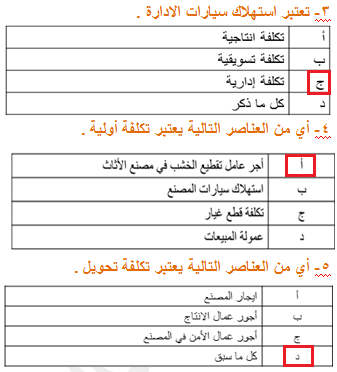 ٣- تعتبر استهلاك سيارات الادارة .
أ تكلفة انتاجية
ب تكلفة تسويقية
ج تكلفة إدارية
د كل ما ذكر
٤- أي من العناصر التالية يعتبر تكلفة أولية .
أ أجر عامل تقطيع الخشب في مصنع الأثاث
ب استهلاك سيارات المصنع
ج تكلفة قطع غيار
د عمولة المبيعات
٥- أي من العناصر التالية يعتبر تكلفة تحويل .
أ ايجار المصنع
ب أجور عمال الانتاج
ج أجور عمال الأمن في المصنع
د كل ما سبق